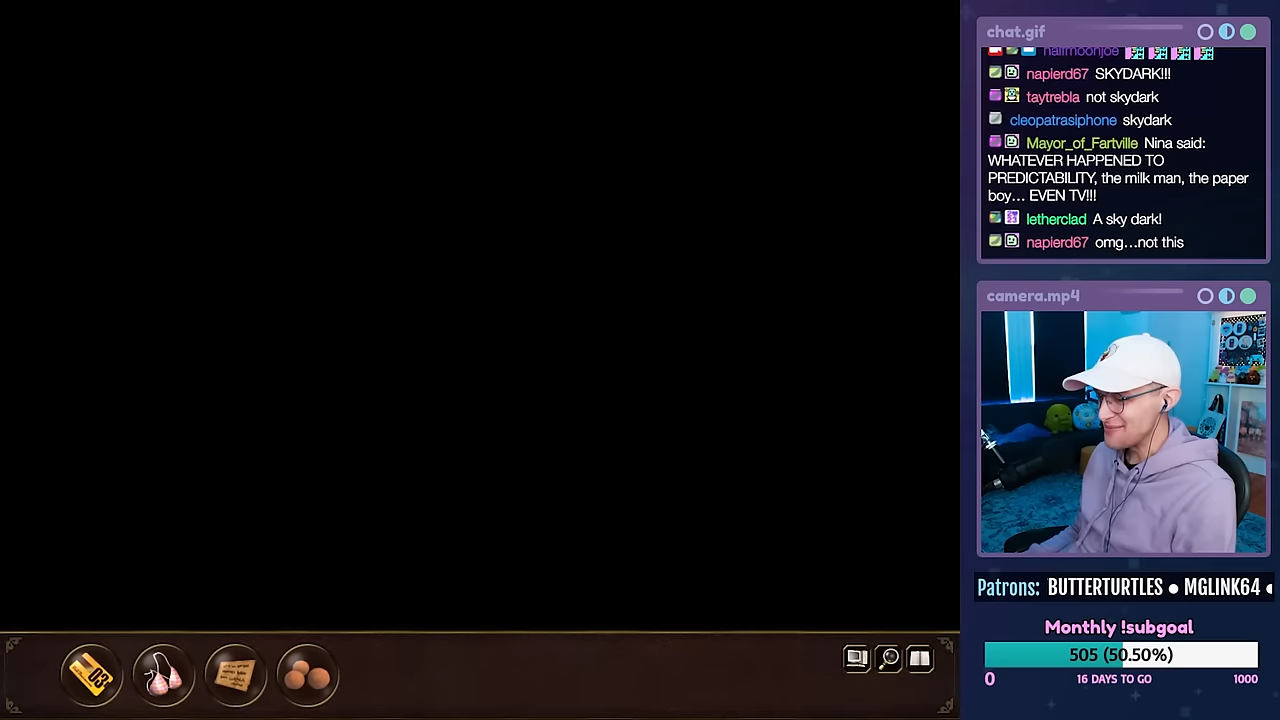 chat.gif
halfmoonjoe
napierd67 SKYDARK!!!
taytrebla not skydark
cleopatrasiphone skydark
Mayor_of_Fartville Nina said:
WHATEVER HAPPENED TO
PREDICTABILITY, the milk man, the paper
boy... EVEN TV!!!
letherclad A sky dark!
napierd67 omg...not this
camera.mp4
Patrons: BUTTERTURTLES ● MGLINK64
Monthly !subgoal
505 (50.50%)
0 16 DAYS TO GO 1000
03